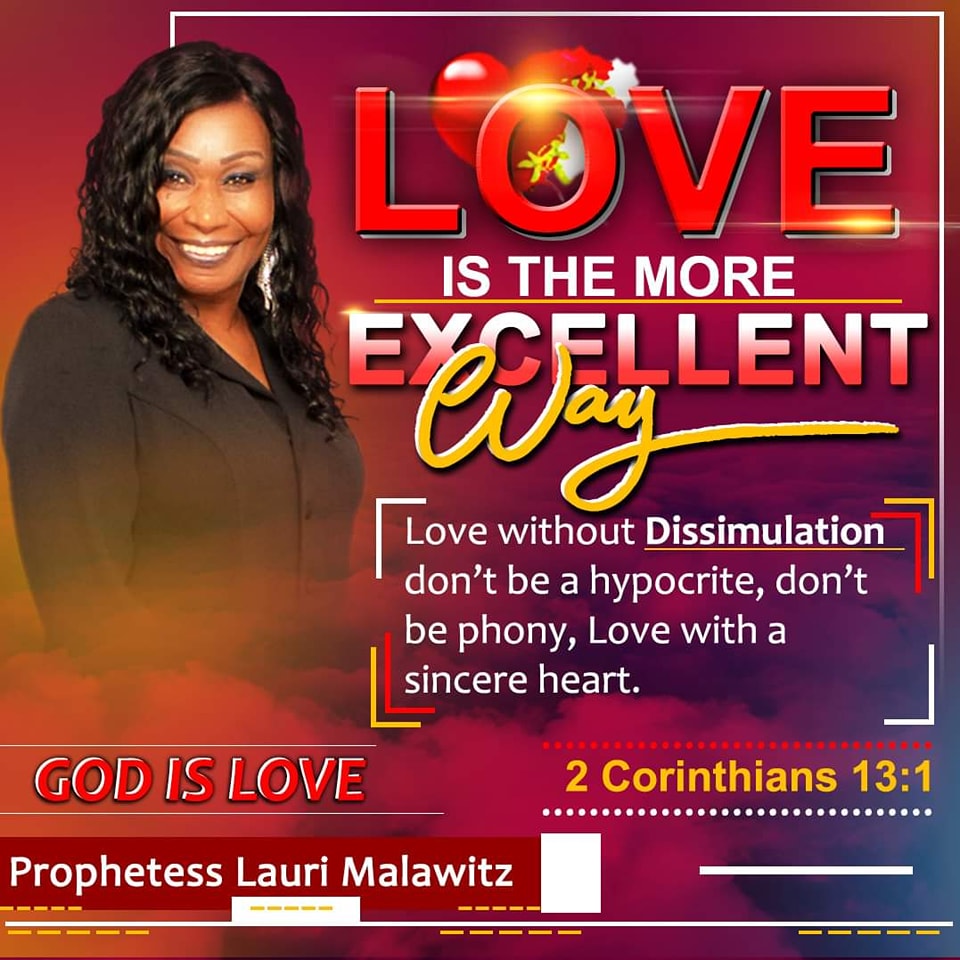 LOVE
IS THE MORE
EXCELLENT
Way
Love without Dissimulation
don't be a hypocrite, don't
be phony, Love with a
sincere heart.
GOD IS LOVE
2 Corinthians 13:1
Prophetess Lauri Malawitz